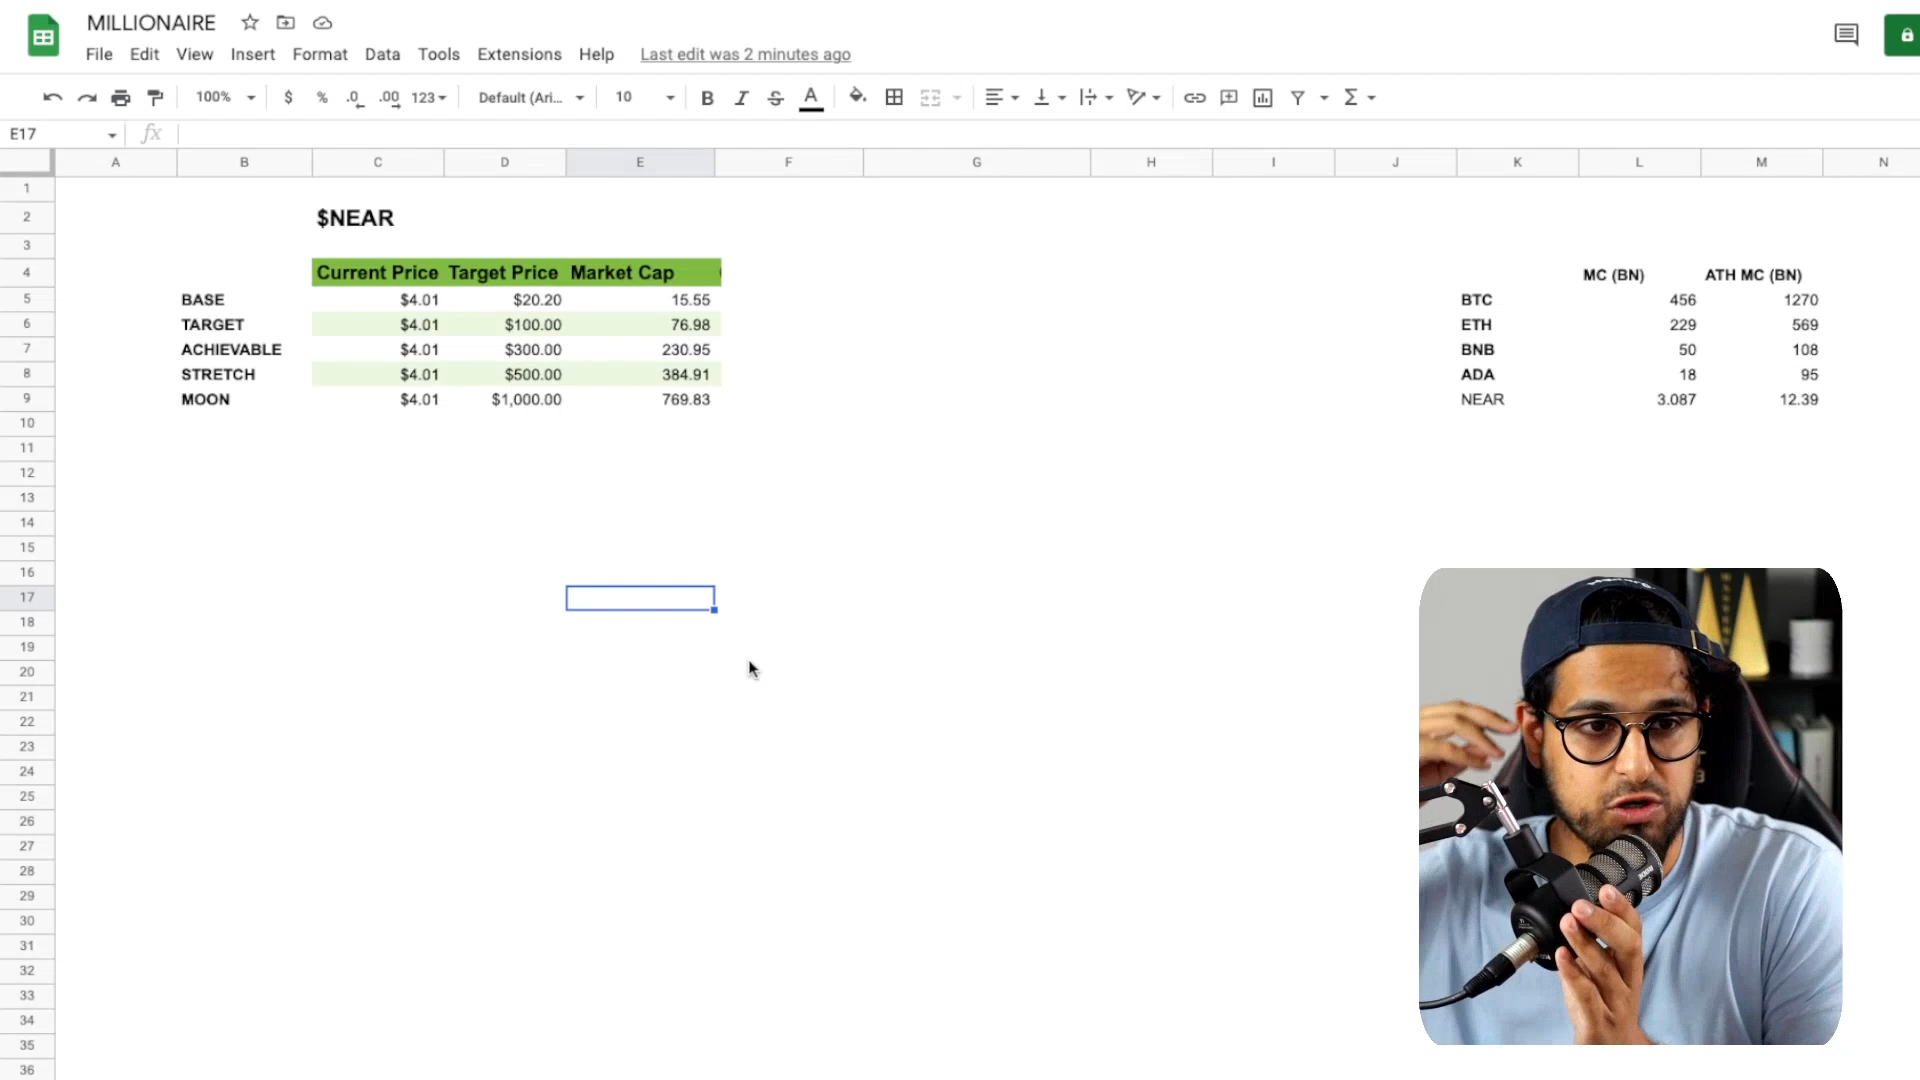 MILLIONAIRE
File Edit View Insert Format Data Tools Extensions Help Last edit was 2 minutes ago
100% $ % .0 .00 123 Default (Ari... 10 B I S A
E17 fx
A B C D E F G H I J K L M N
1
2 $NEAR
3
4 Current Price Target Price Market Cap MC (BN) ATH MC (BN)
5 BASE $4.01 $20.20 15.55 BTC 456 1270
6 TARGET $4.01 $100.00 76.98 ETH 229 569
7 ACHIEVABLE $4.01 $300.00 230.95 BNB 50 108
8 STRETCH $4.01 $500.00 384.91 ADA 18 95
9 MOON $4.01 $1,000.00 769.83 NEAR 3.087 12.39
10
11
12
13
14
15
16
17
18
19
20
21
22
23
24
25
26
27
28
29
30
31
32
33
34
35
36